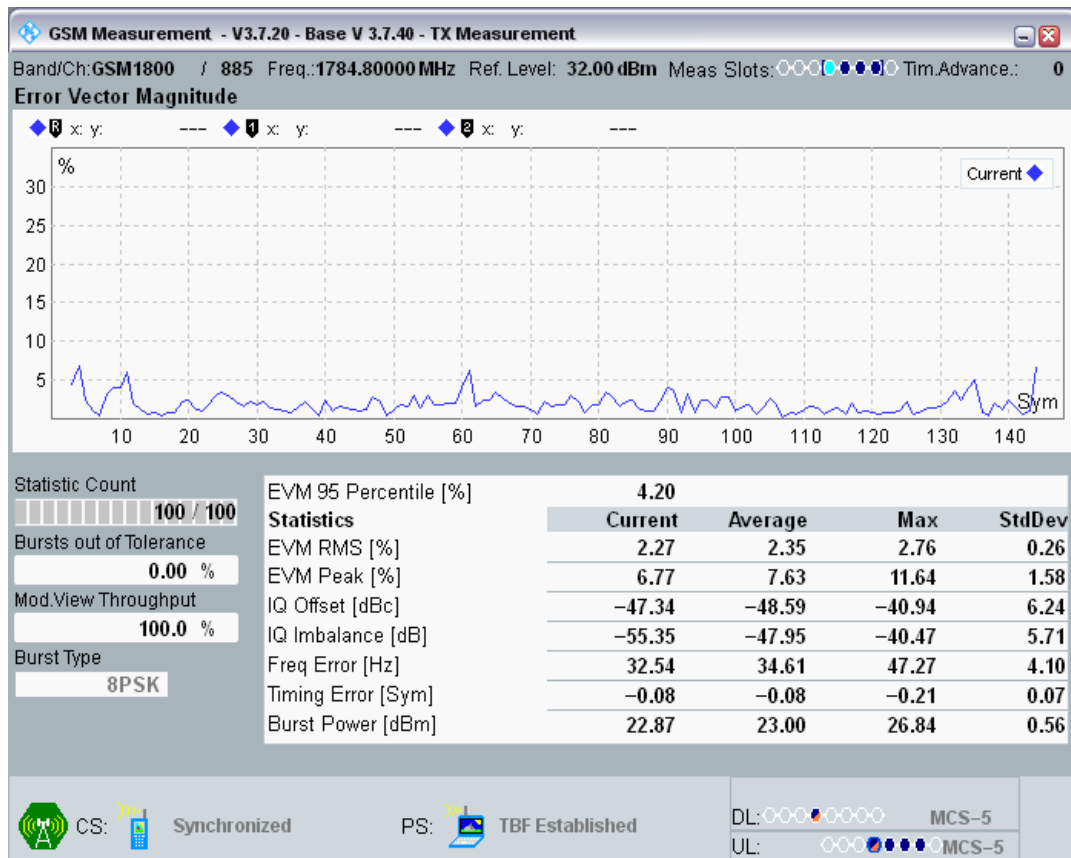 GSM Measurement - V3.7.20 - Base V 3.7.40 - TX Measurement
Band/Ch:GSM1800 / 885 Freq.:1784.80000 MHz Ref. Level: 32.00 dBm Meas Slots: Tim.Advance.: 0
Error Vector Magnitude
R x: y: --- 1 x: y: --- 2 x: y: ---
%
Current
30
25
20
15
10
5
Sym
10 20 30 40 50 60 70 80 90 100 110 120 130 140
Statistic Count
100 / 100
Bursts out of Tolerance
0.00 %
Mod.View Throughput
100.0 %
Burst Type
8PSK
EVM 95 Percentile [%] 4.20
Statistics Current Average Max StdDev
EVM RMS [%] 2.27 2.35 2.76 0.26
EVM Peak [%] 6.77 7.63 11.64 1.58
IQ Offset [dBc] −47.34 −48.59 −40.94 6.24
IQ Imbalance [dB] −55.35 −47.95 −40.47 5.71
Freq Error [Hz] 32.54 34.61 47.27 4.10
Timing Error [Sym] −0.08 −0.08 −0.21 0.07
Burst Power [dBm] 22.87 23.00 26.84 0.56
CS: Synchronized PS: TBF Established
DL: MCS−5
UL: MCS−5